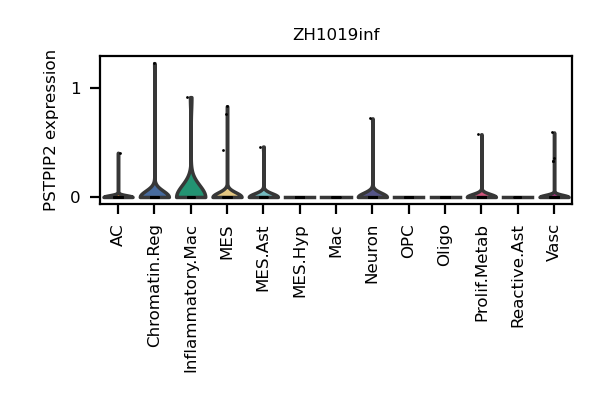 ZH1019inf
PSTPIP2 expression
1
0
AC
Chromatin.Reg
Inflammatory.Mac
MES
MES.Ast
MES.Hyp
Mac
Neuron
OPC
Oligo
Prolif.Metab
Reactive.Ast
Vasc